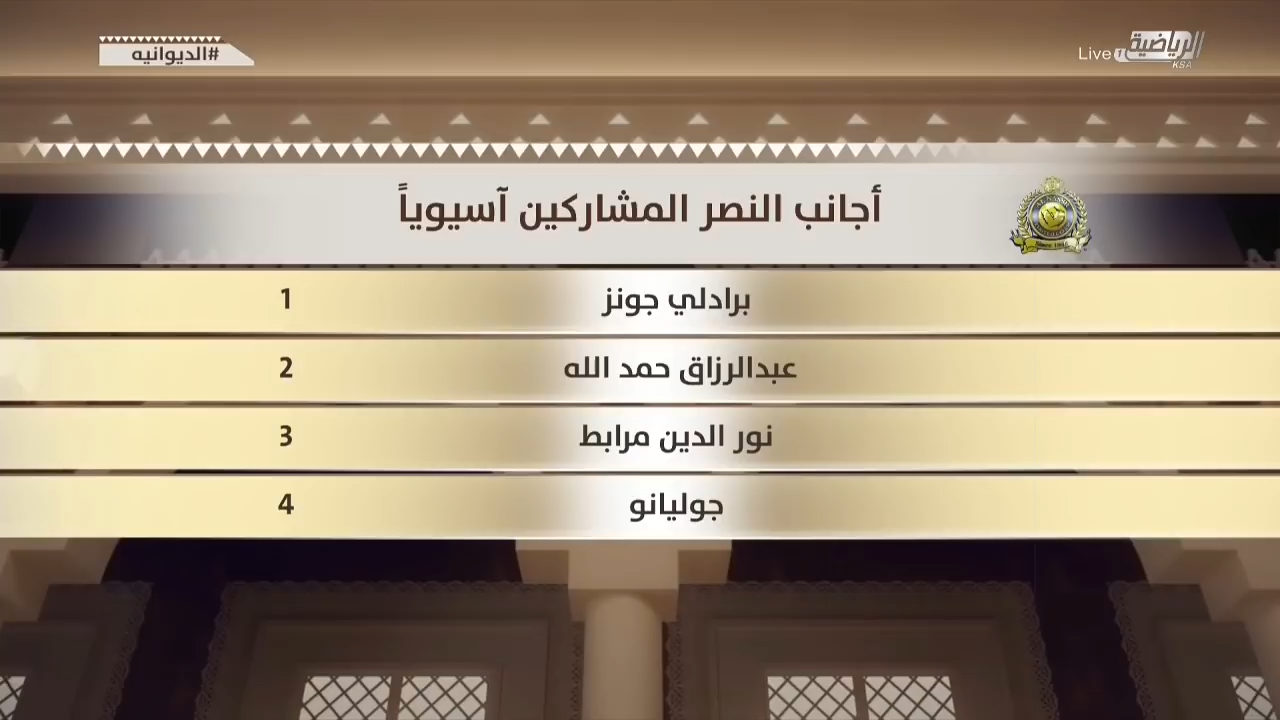 #الديوانيه
Live 1 الرياضية
KSA
أجانب النصر المشاركين آسيوياً
برادلي جونز 1
عبدالرزاق حمد الله 2
نور الدين مرابط 3
جوليانو 4